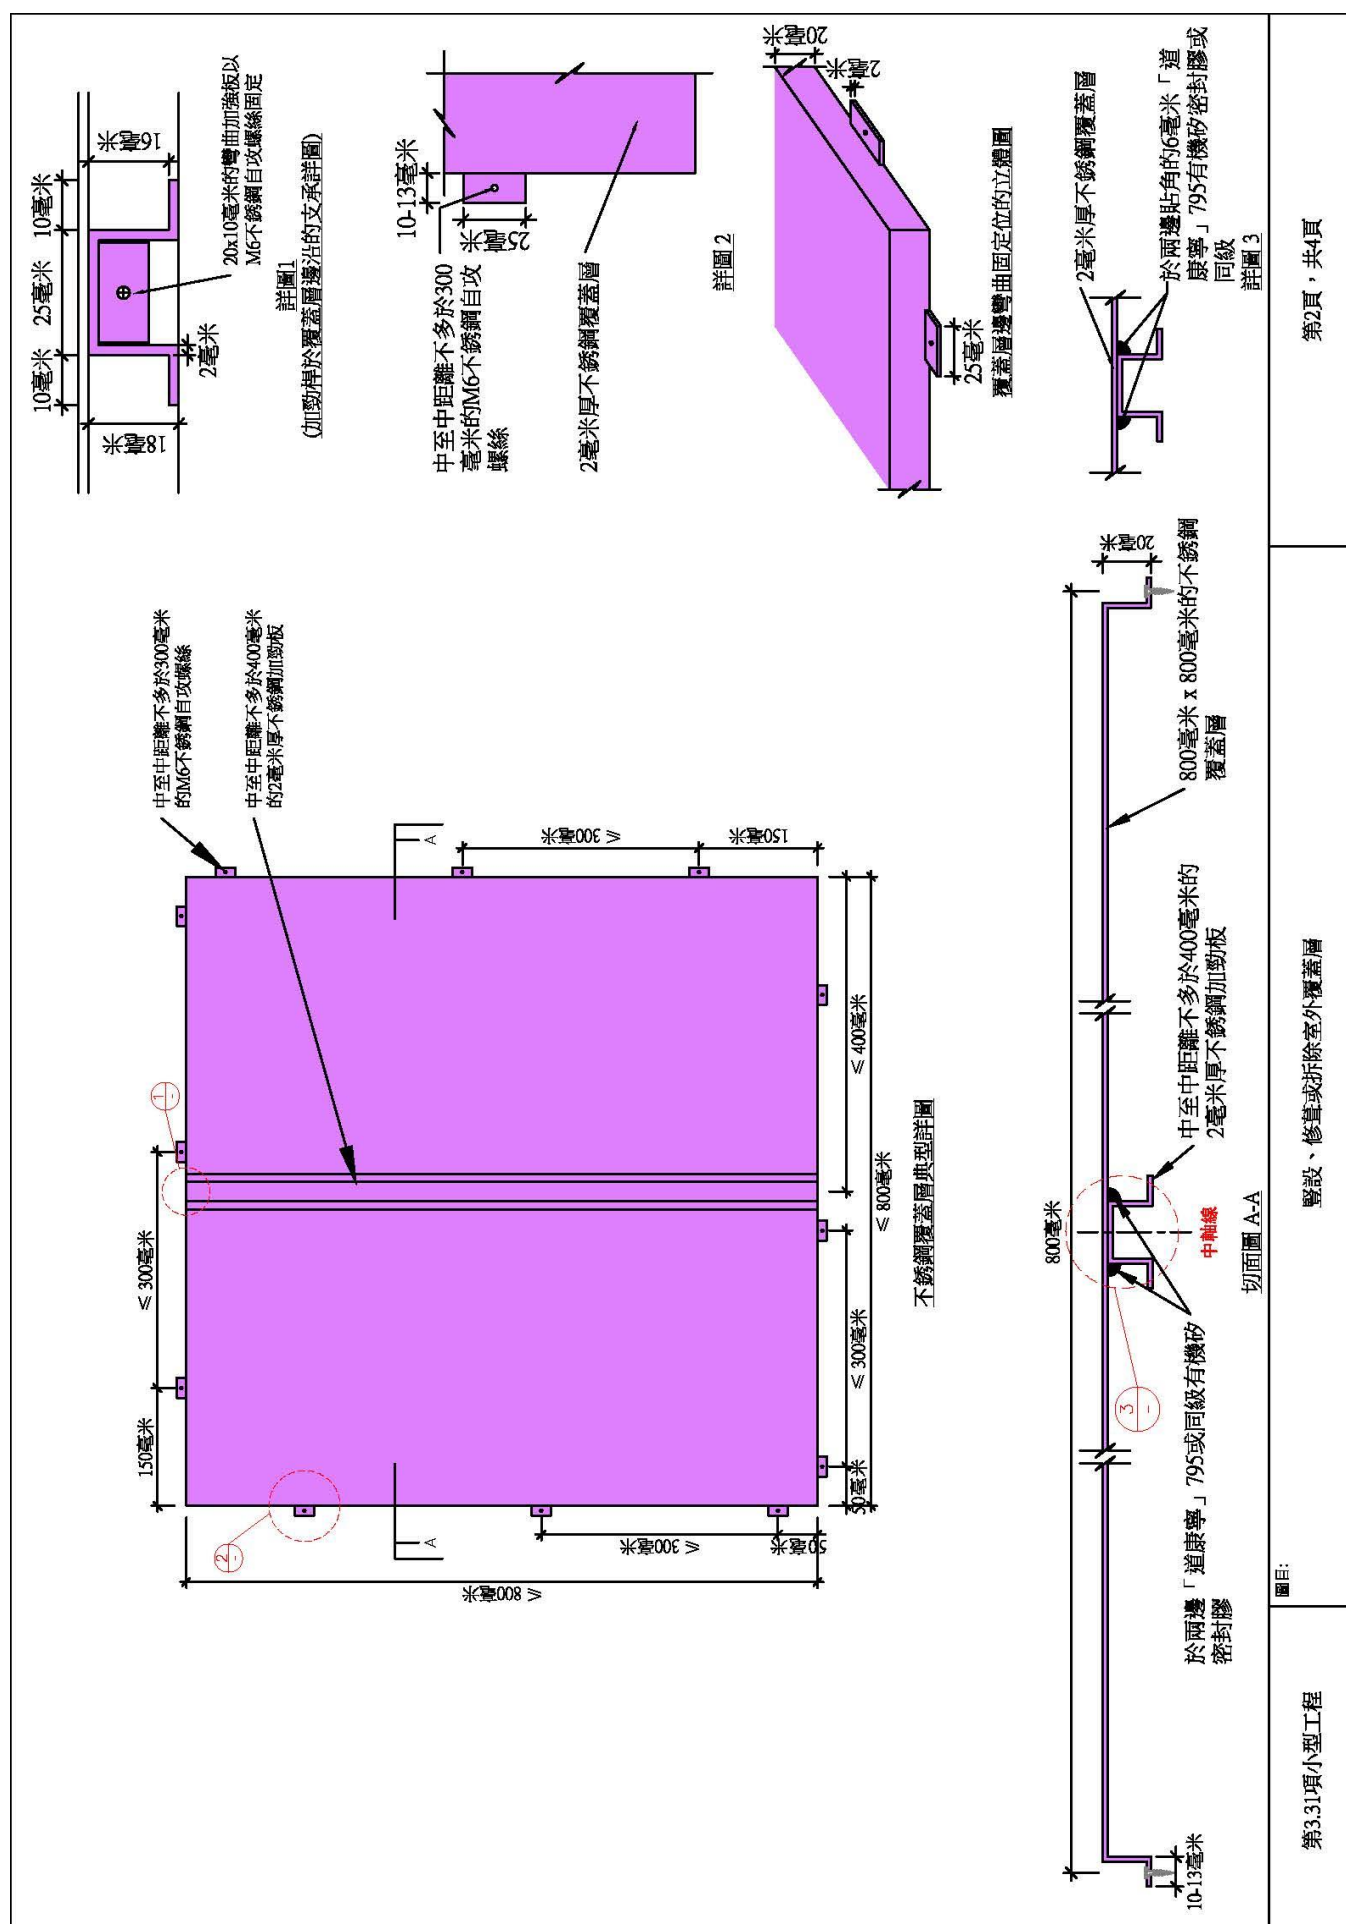 中至中距離不多於300毫米
的M6不銹鋼自攻螺絲
中至中距離不多於400毫米
的2毫米厚不銹鋼加勁板
150毫米
≤ 300毫米
1
-
2
-
A
A
≤ 800毫米
≤ 300毫米
50毫米
≤ 300毫米
150毫米
50毫米
≤ 300毫米
≤ 400毫米
≤ 800毫米
不銹鋼覆蓋層典型詳圖
10毫米
25毫米
10毫米
18毫米
16毫米
2毫米
20x10毫米的彎曲加強板以
M6不銹鋼自攻螺絲固定
詳圖1
(加勁桿於覆蓋層邊沿的支承詳圖)
10-13毫米
25毫米
中至中距離不多於300
毫米的M6不銹鋼自攻
螺絲
2毫米厚不銹鋼覆蓋層
詳圖 2
20毫米
2毫米
25毫米
覆蓋層邊彎曲固定位的立體圖
800毫米
20毫米
10-13毫米
3
-
中軸線
於兩邊「道康寧」795或同級有機矽
密封膠
中至中距離不多於400毫米的
2毫米厚不銹鋼加勁板
800毫米 x 800毫米的不銹鋼
覆蓋層
切面圖 A-A
2毫米厚不銹鋼覆蓋層
於兩邊貼角的6毫米「道
康寧」795有機矽密封膠或
同級
詳圖 3
第3.31項小型工程
圖目:
豎設、修葺或拆除室外覆蓋層
第2頁，共4頁